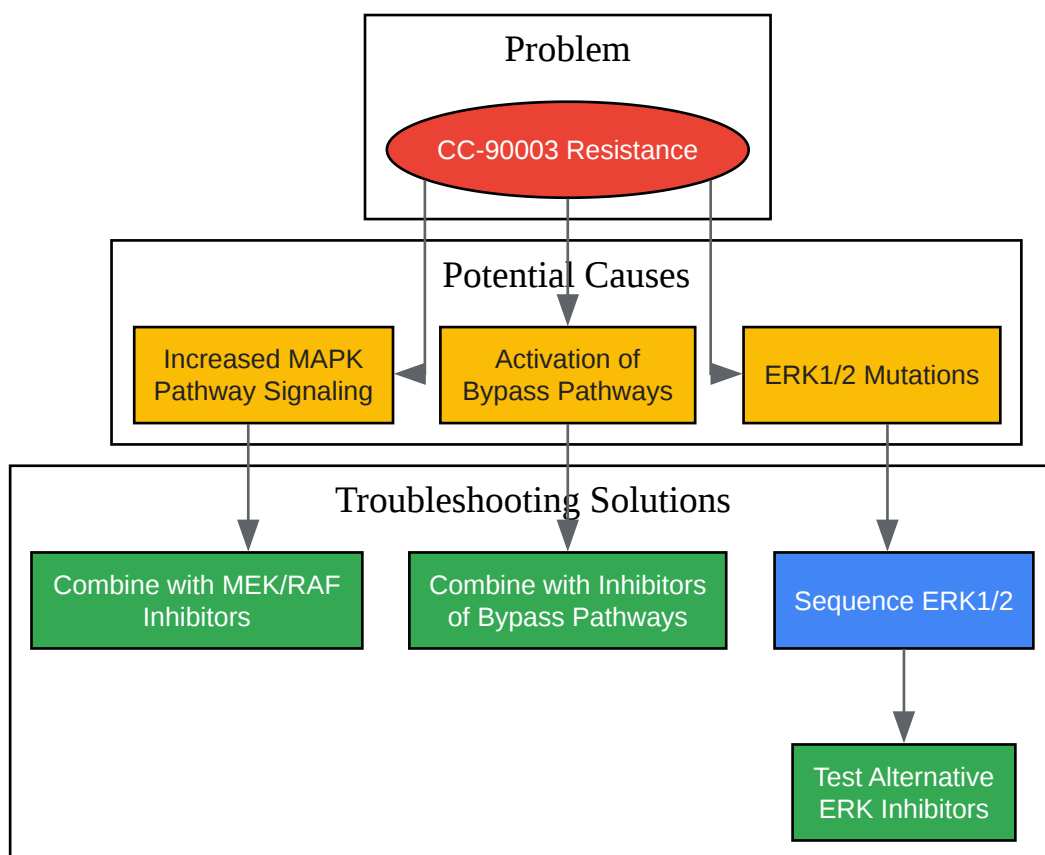 Problem
CC-90003 Resistance
Potential Causes
Increased MAPK
Pathway Signaling
Activation of
Bypass Pathways
ERK1/2 Mutations
Troubleshooting Solutions
Combine with MEK/RAF
Inhibitors
Combine with Inhibitors
of Bypass Pathways
Sequence ERK1/2
Test Alternative
ERK Inhibitors